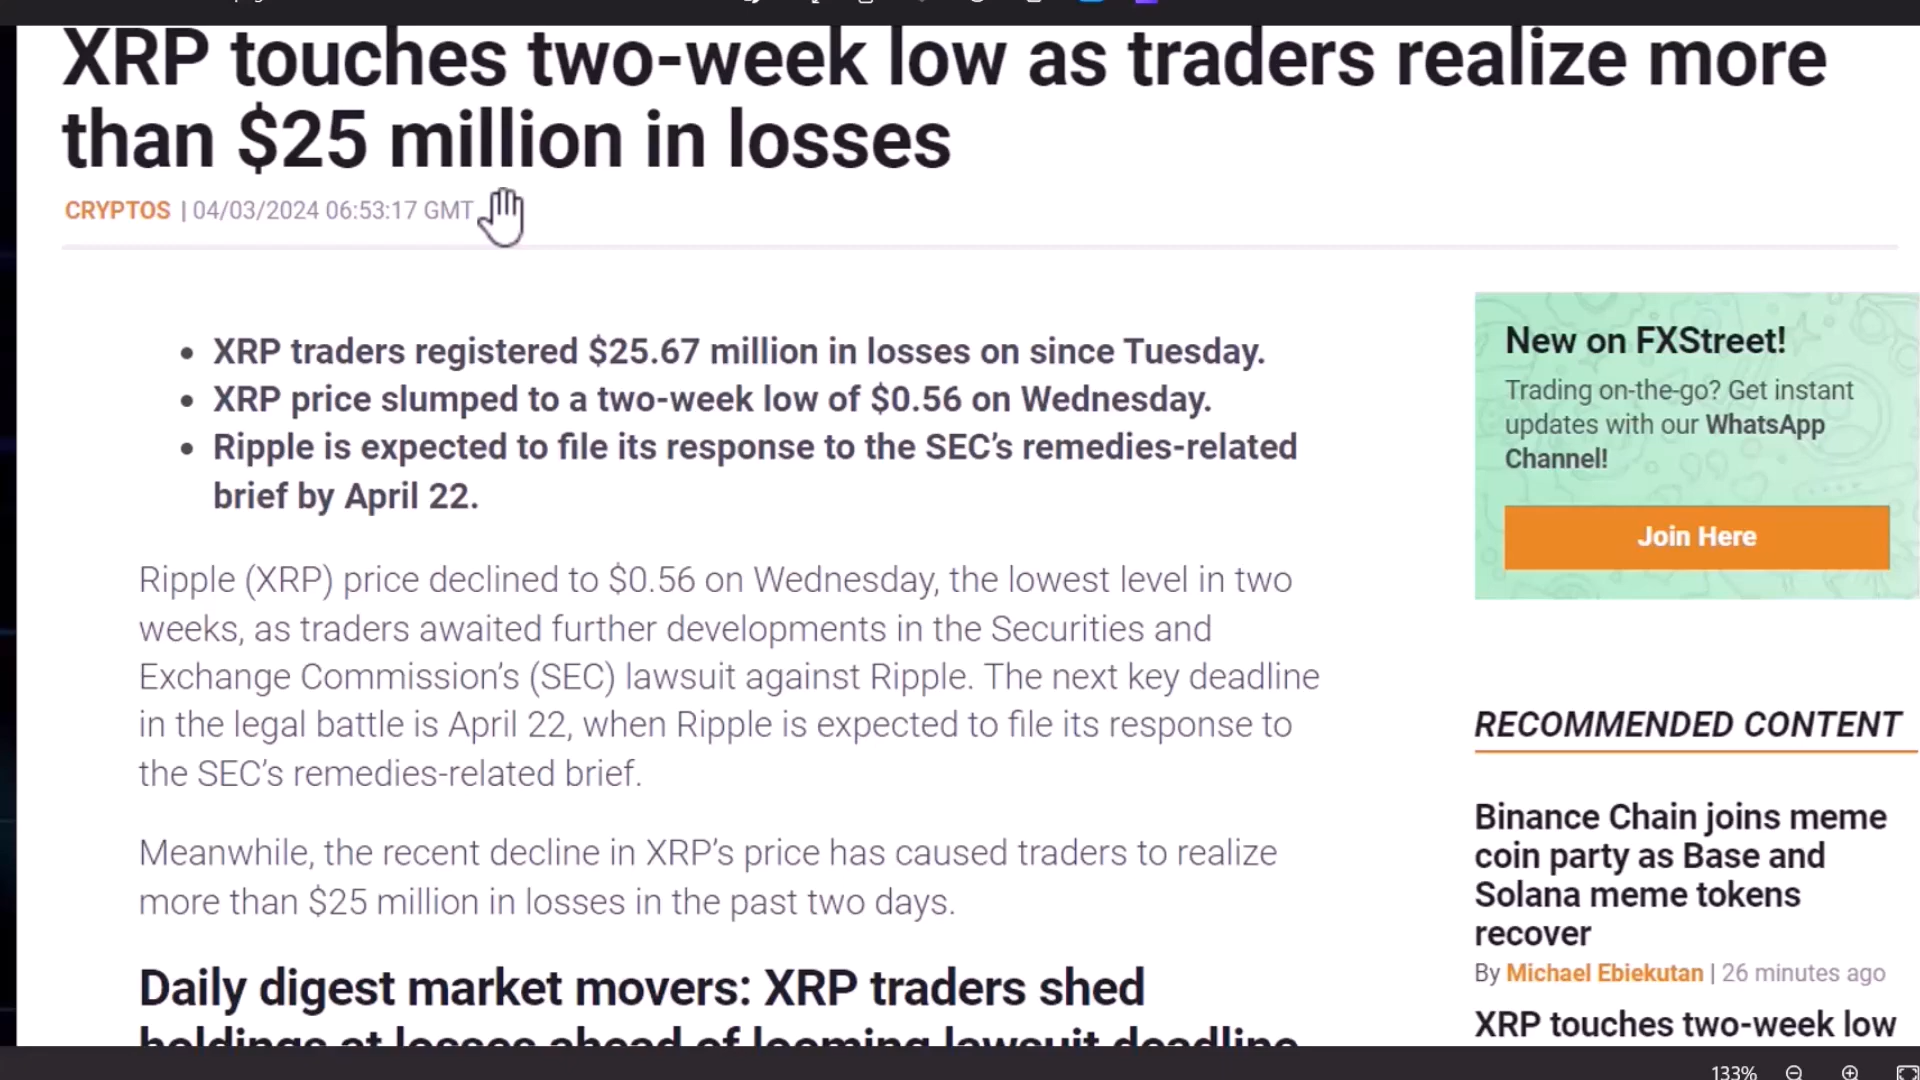 XRP touches two-week low as traders realize more
than $25 million in losses
CRYPTOS | 04/03/2024 06:53:17 GMT
• XRP traders registered $25.67 million in losses on since Tuesday.
• XRP price slumped to a two-week low of $0.56 on Wednesday.
• Ripple is expected to file its response to the SEC’s remedies-related
brief by April 22.
Ripple (XRP) price declined to $0.56 on Wednesday, the lowest level in two
weeks, as traders awaited further developments in the Securities and
Exchange Commission’s (SEC) lawsuit against Ripple. The next key deadline
in the legal battle is April 22, when Ripple is expected to file its response to
the SEC’s remedies-related brief.
Meanwhile, the recent decline in XRP’s price has caused traders to realize
more than $25 million in losses in the past two days.
Daily digest market movers: XRP traders shed
holdings at losses ahead of looming lawsuit deadline
New on FXStreet!
Trading on-the-go? Get instant
updates with our WhatsApp
Channel!
Join Here
RECOMMENDED CONTENT
Binance Chain joins meme
coin party as Base and
Solana meme tokens
recover
By Michael Ebiekutan | 26 minutes ago
XRP touches two-week low
133%